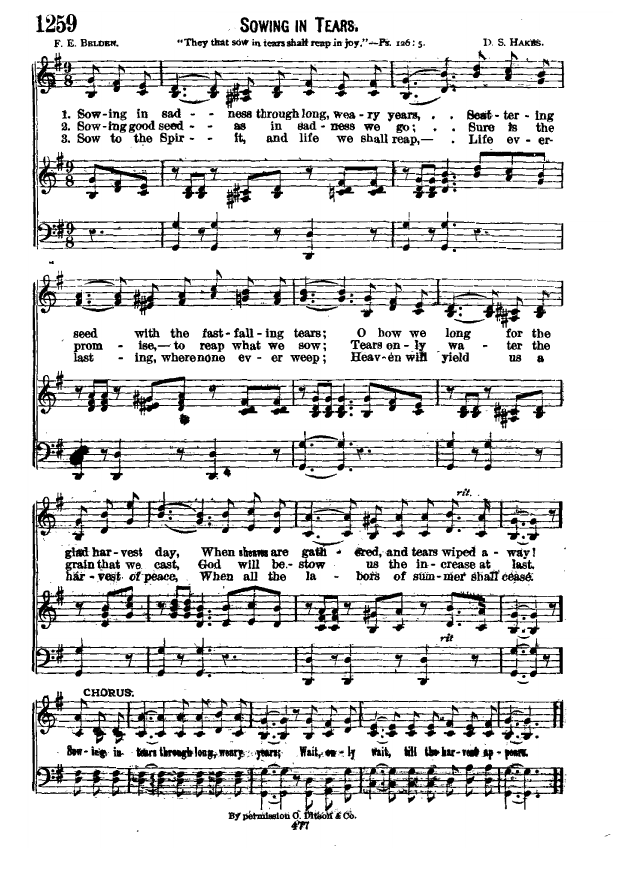 1259
SOWING IN TEARS.
F. E. BELDEN. "They that sow in tears shall reap in joy."—Ps. 126: 5. D. S. HAKES.
1. Sow-ing in sad - - ness through long, wea-ry years, . . Scat-ter-ing
2. Sow-ing good seed - as in sad-ness we go; . . Sure is the
3. Sow to the Spir - it, and life we shall reap,— . Life ev-er-
seed with the fast-fall-ing tears; O how we long for the
prom - ise,— to reap what we sow; Tears on-ly wa-ter the
last - ing, where none ev-er weep; Heaven will yield us a
rit.
glad har-vest day, When sheaves are gath - ered, and tears wiped a-way!
grain that we cast, God will be-stow us the in-crease at last.
har-vest of peace, When all the la - bors of sum-mer shall cease.
rit
CHORUS.
Sow-ing in tears through long, weary years; Wait, on-ly wait, till the har-vest ap-pears.
By permission O. Ditson & Co.
477